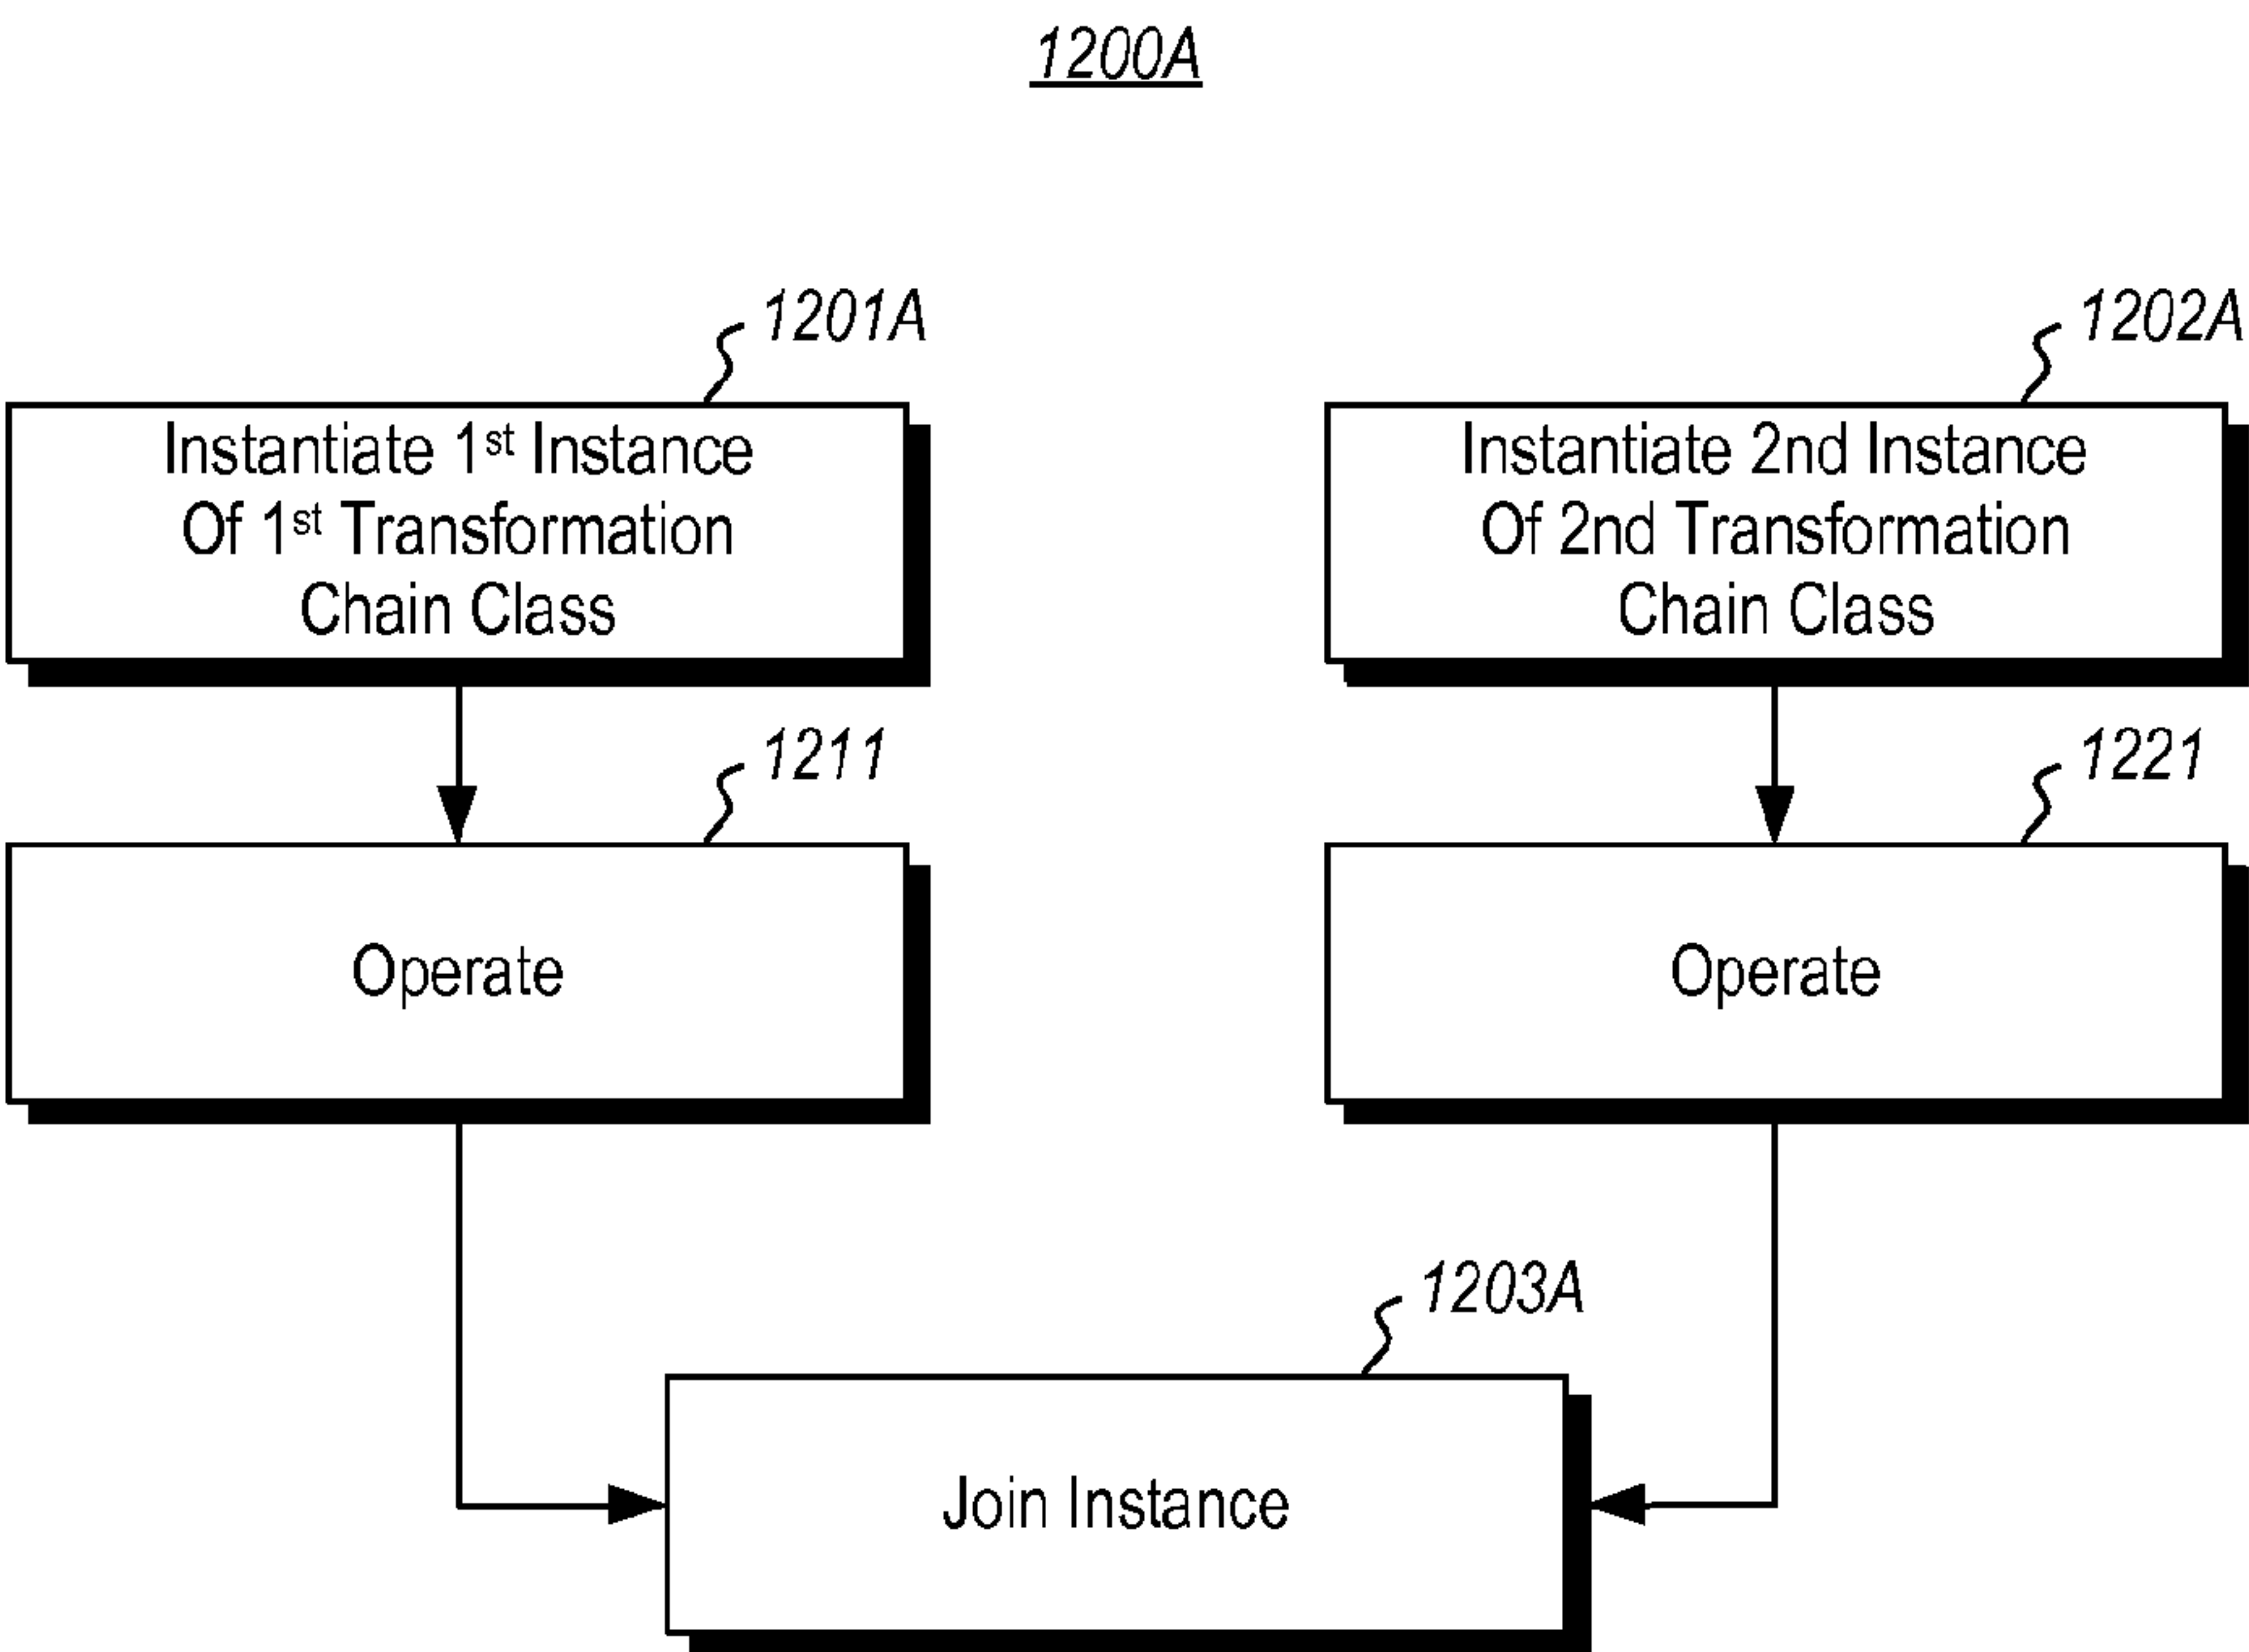 1200A
1201A
Instantiate 1st Instance
Of 1st Transformation
Chain Class
1202A
Instantiate 2nd Instance
Of 2nd Transformation
Chain Class
1211
Operate
1221
Operate
1203A
Join Instance